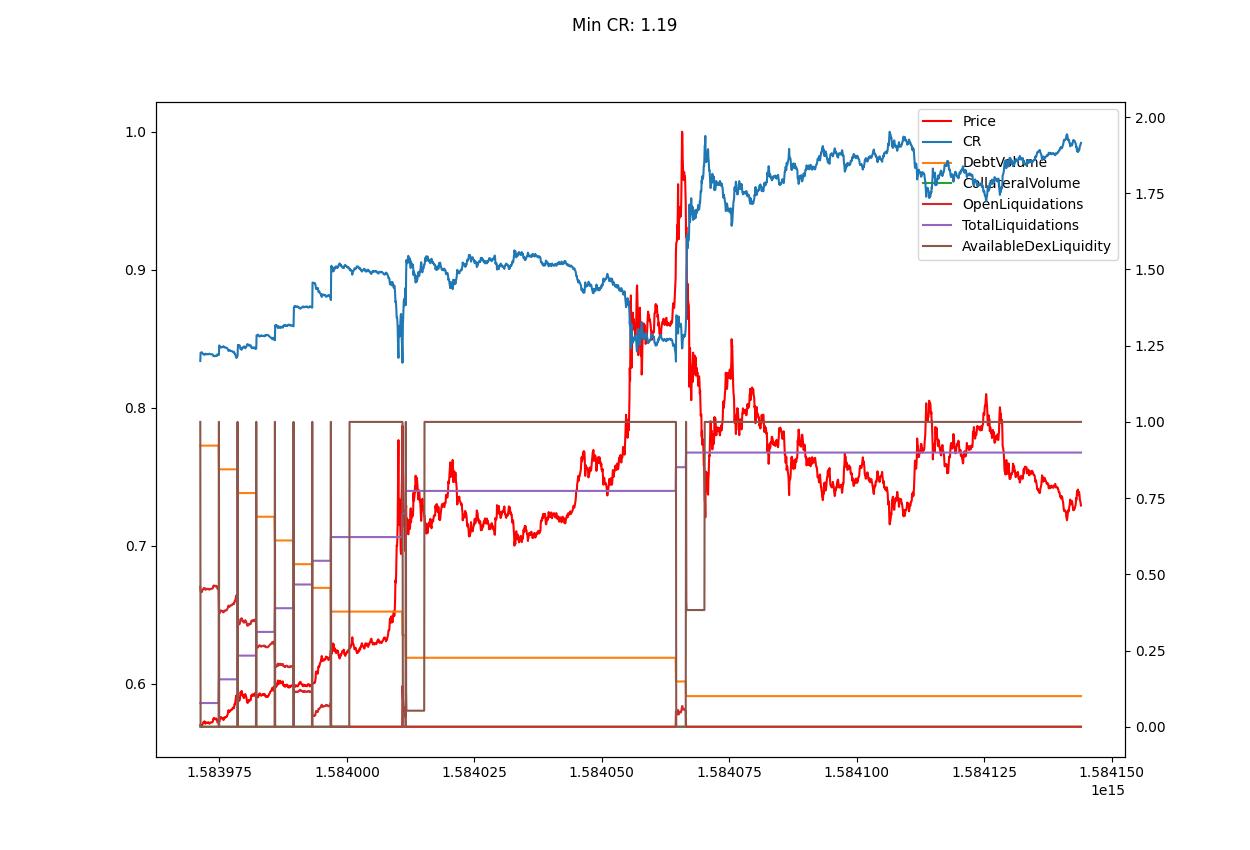 Min CR: 1.19
1.0
0.9
0.8
0.7
0.6
2.00
1.75
1.50
1.25
1.00
0.75
0.50
0.25
0.00
Price
CR
DebtVolume
CollateralVolume
OpenLiquidations
TotalLiquidations
AvailableDexLiquidity
1.583975 1.584000 1.584025 1.584050 1.584075 1.584100 1.584125 1.584150
1e15